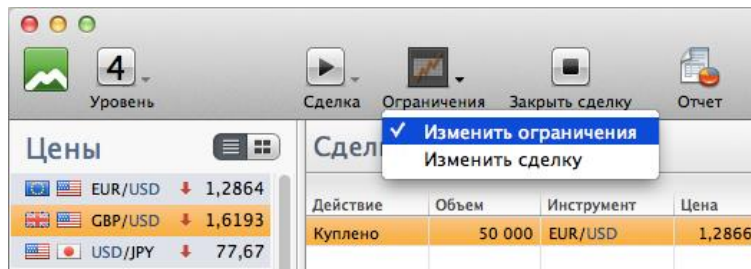 4
Уровень
Сделка
Ограничения
Закрыть сделку
Отчет
Изменить ограничения
Изменить сделку
Цены
EUR/USD 1,2864
GBP/USD 1,6193
USD/JPY 77,67
Действие Объем Инструмент Цена
Куплено 50 000 EUR/USD 1,2866